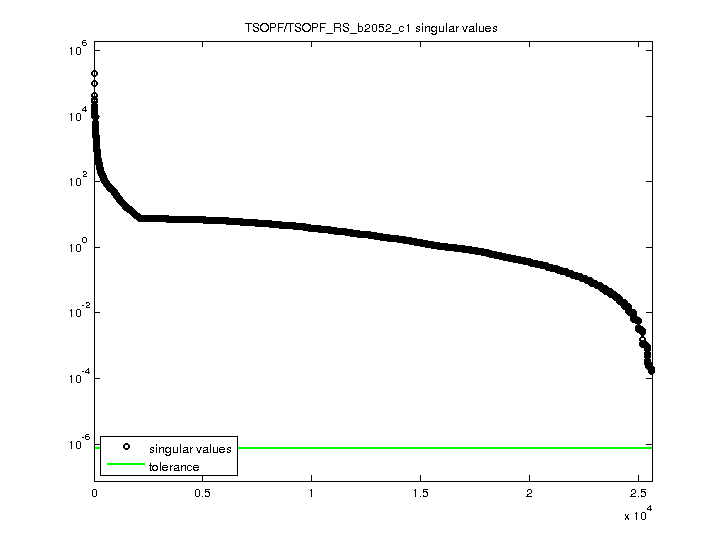 TSOPF/TSOPF_RS_b2052_c1 singular values
10^6
10^4
10^2
10^0
10^-2
10^-4
10^-6
singular values
tolerance
0 0.5 1 1.5 2 2.5
x 10^4